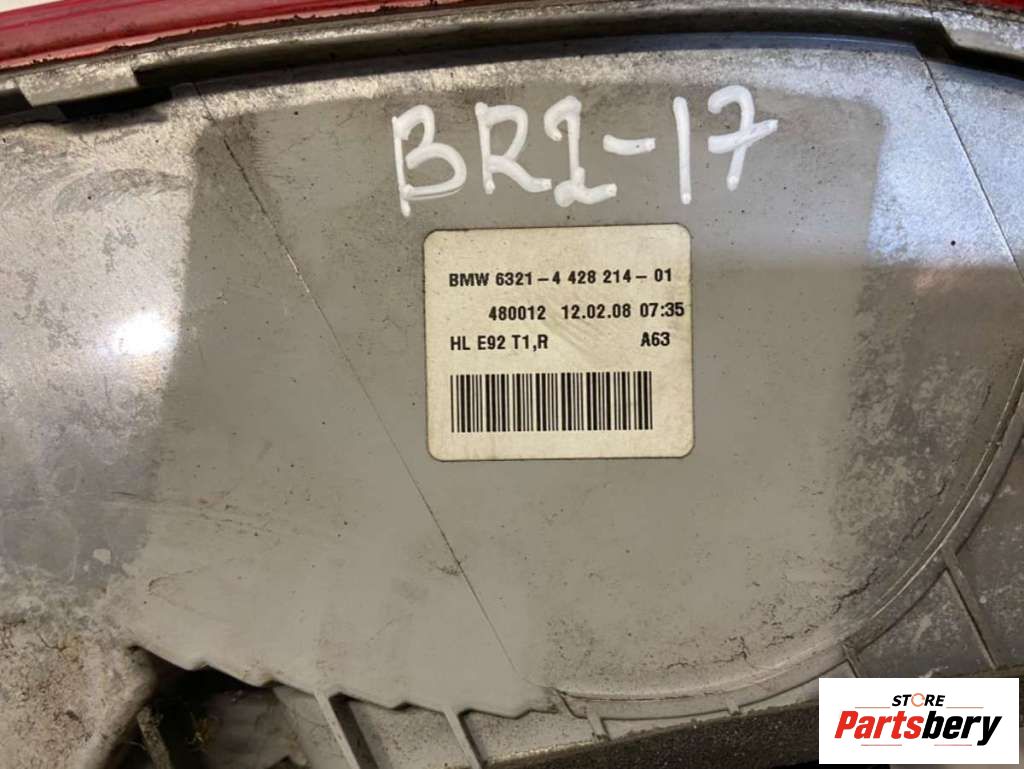 BR2-17
BMW 6321-4 428 214-01
480012 12.02.08 07:35
HL E92 T1,R A63
STORE
Partsbery